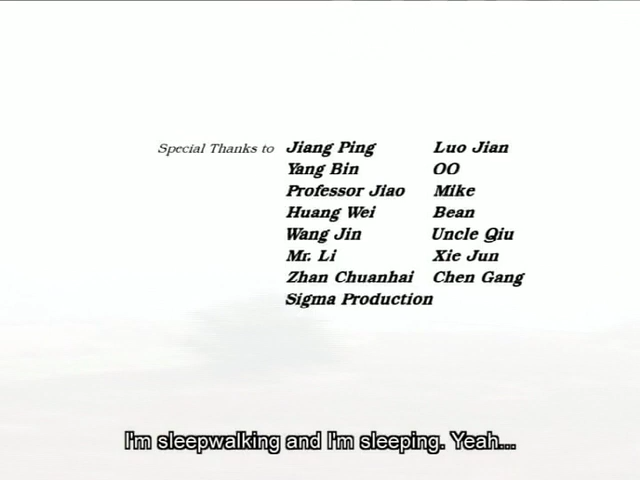 Special Thanks to Jiang Ping Luo Jian
Yang Bin OO
Professor Jiao Mike
Huang Wei Bean
Wang Jin Uncle Qiu
Mr. Li Xie Jun
Zhan Chuanhai Chen Gang
Sigma Production
I'm sleepwalking and I'm sleeping. Yeah...